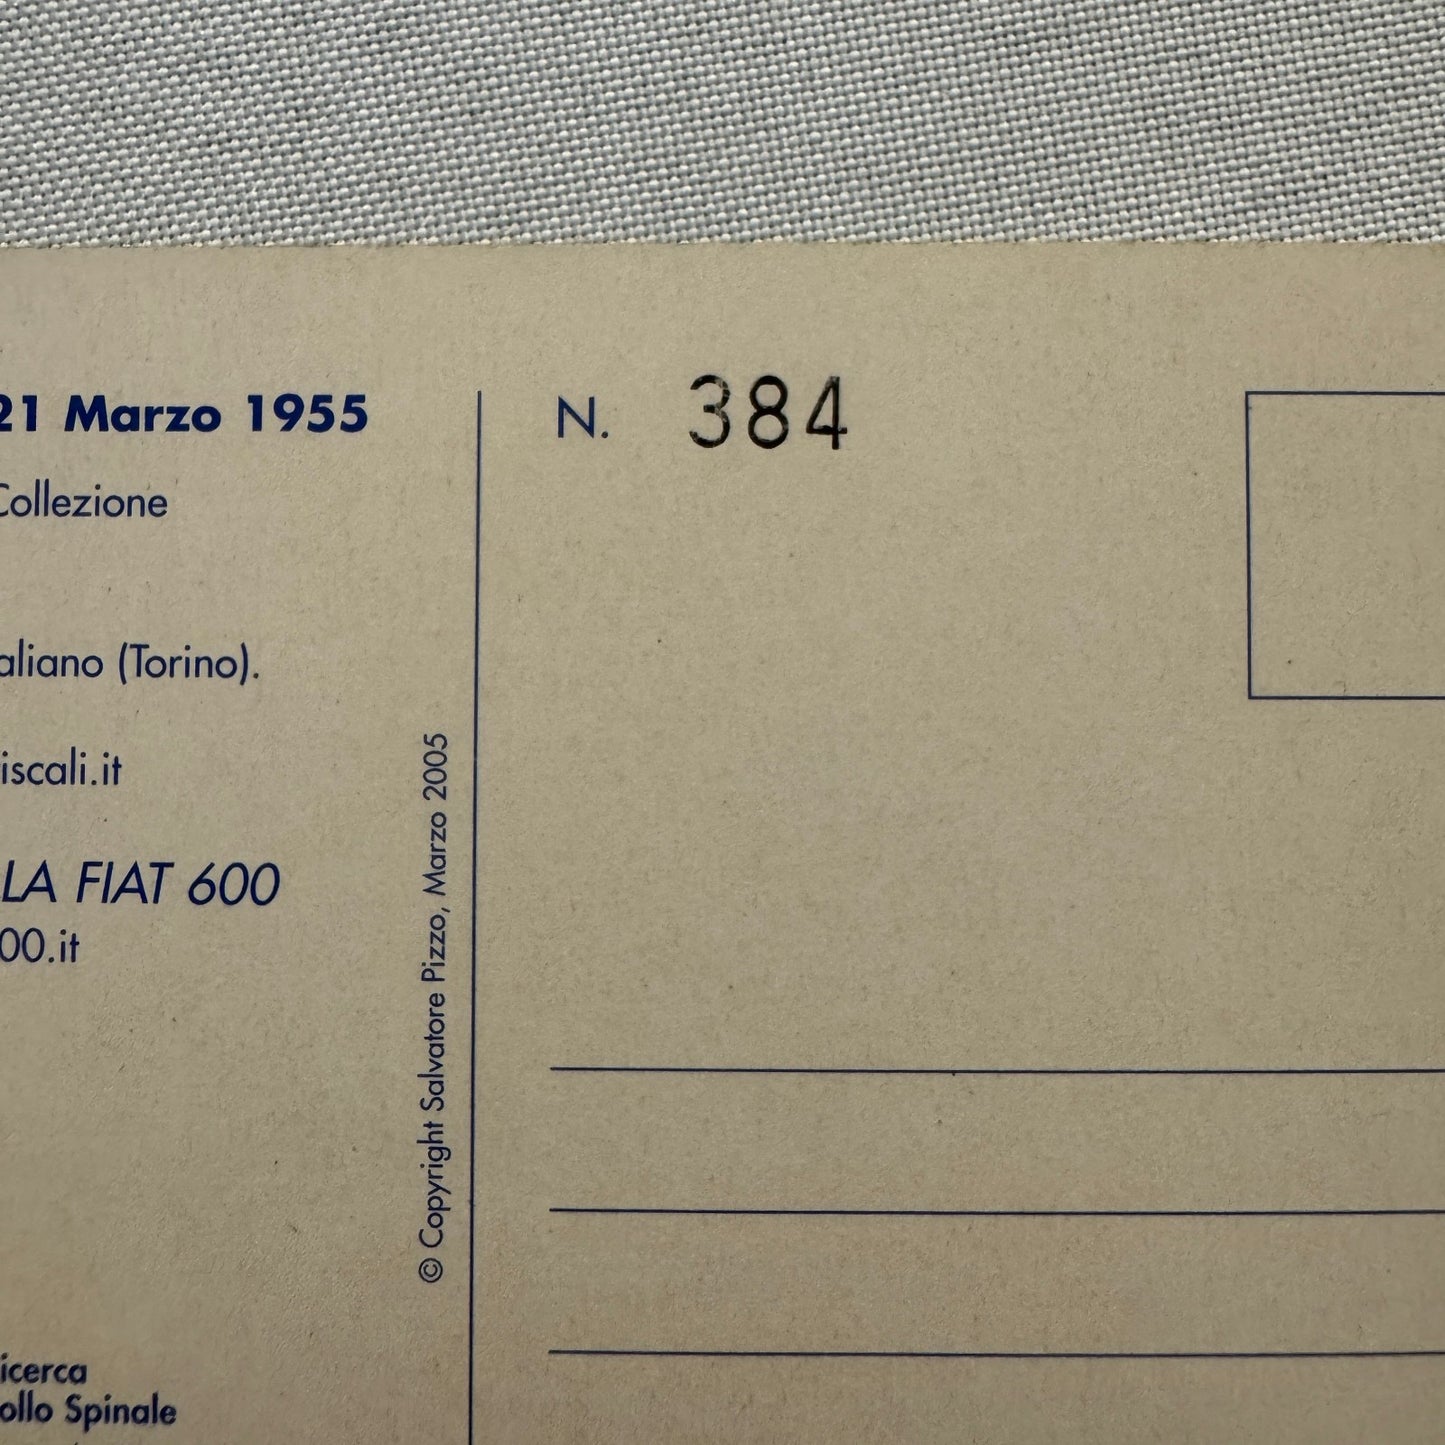 21 Marzo 1955
Collezione
aliano (Torino).
iscali.it
LA FIAT 600
00.it
icerca
ollo Spinale
© Copyright Salvatore Pizzo, Marzo 2005
N. 384